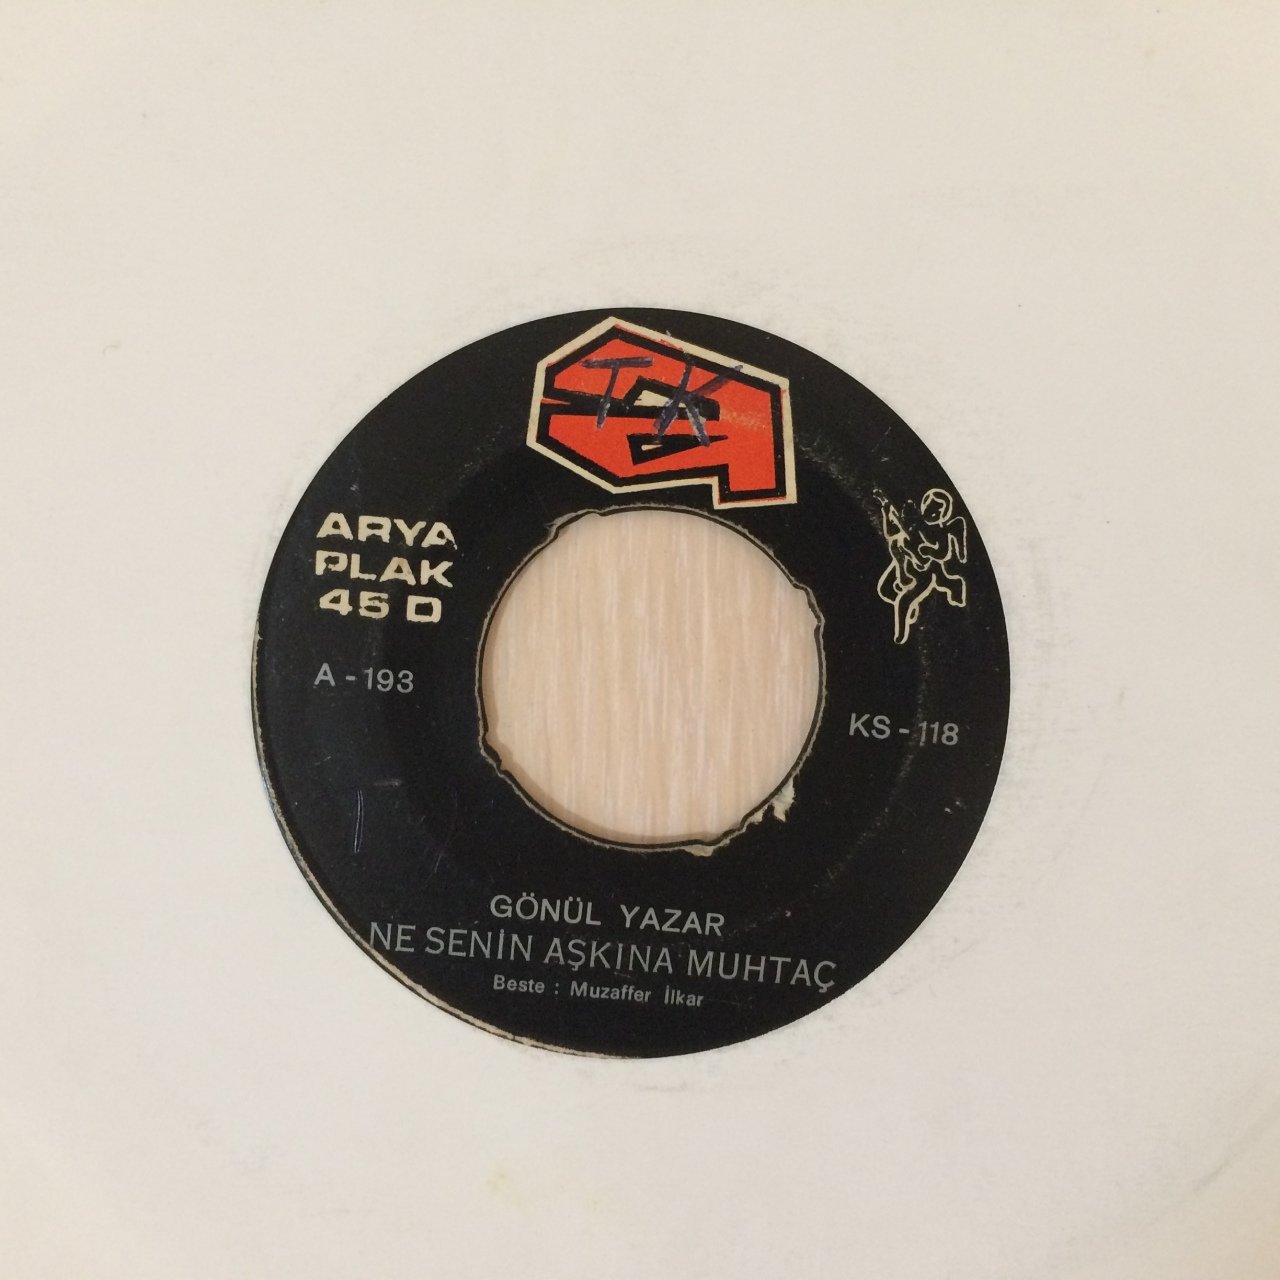 TK
ARYA
PLAK
45 D
A - 193
KS - 118
GÖNÜL YAZAR
NE SENİN AŞKINA MUHTAÇ
Beste : Muzaffer İlkar